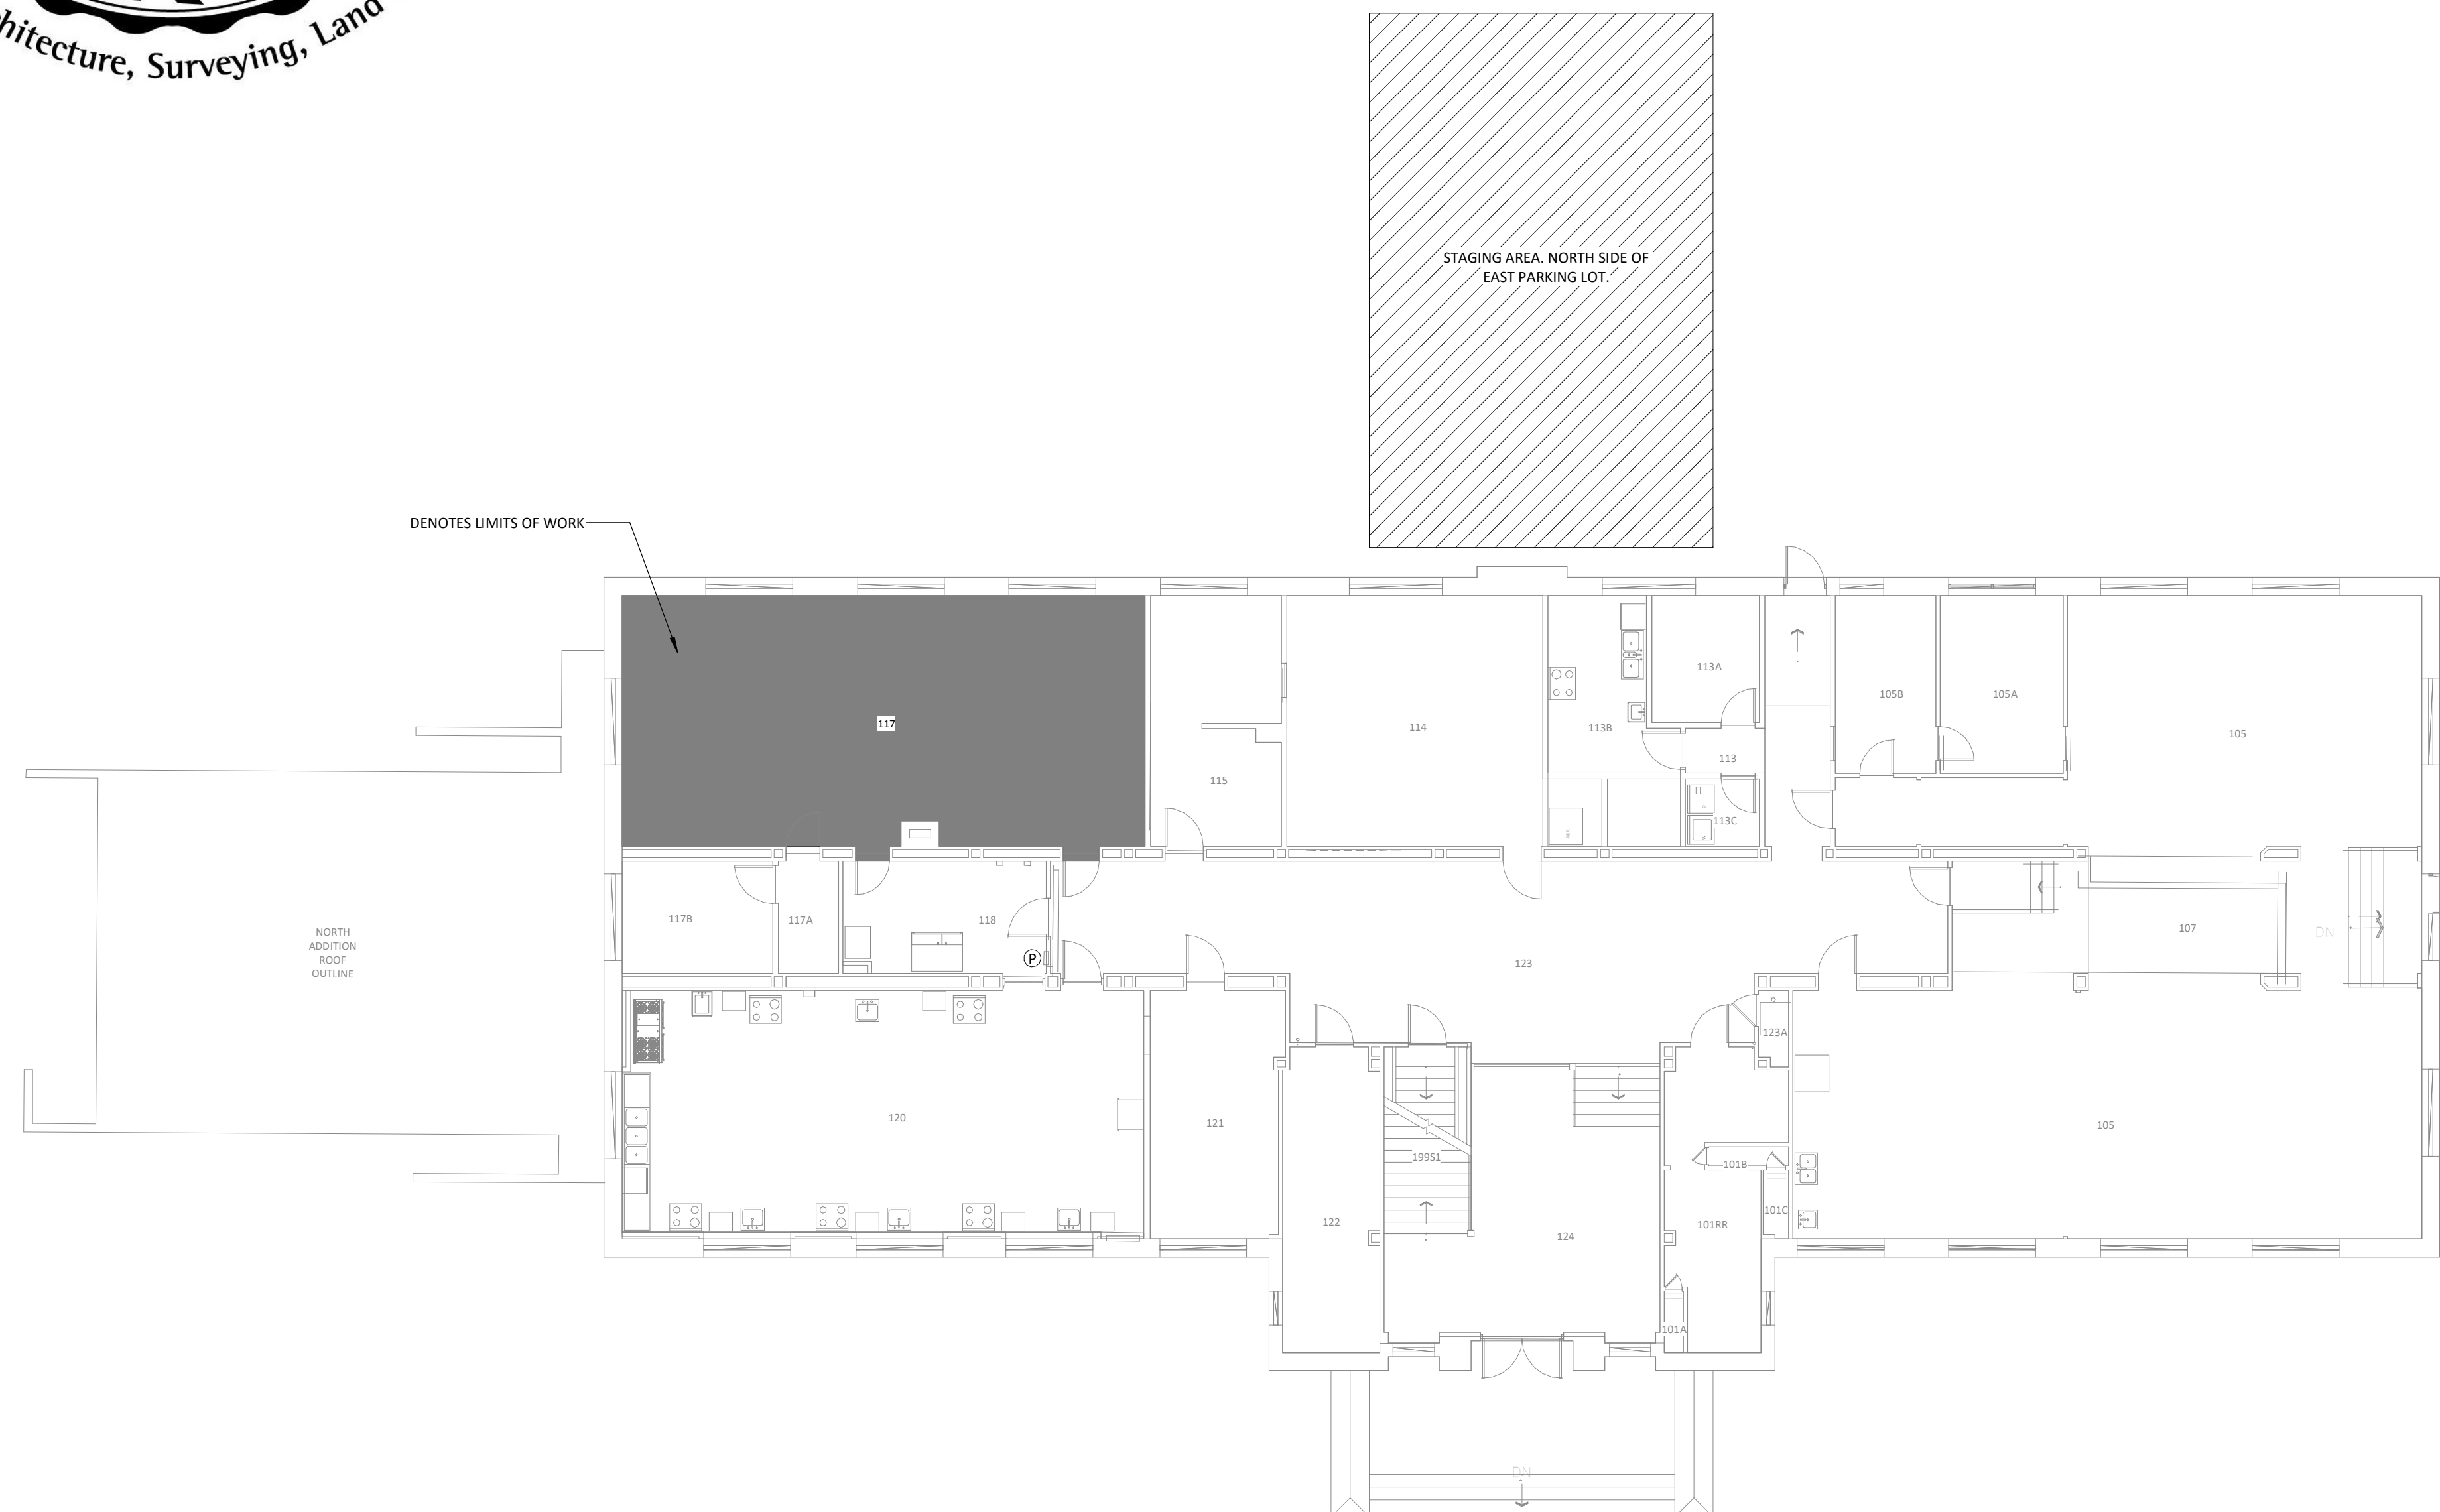 hitecture, Surveying, Land
STAGING AREA. NORTH SIDE OF
EAST PARKING LOT.
DENOTES LIMITS OF WORK
117
115
114
113B
113A
113
113C
105B
105A
105
117B
117A
118
P
123
107
DN
NORTH
ADDITION
ROOF
OUTLINE
120
121
122
199S1
124
123A
101B
101C
101RR
101A
105
DN